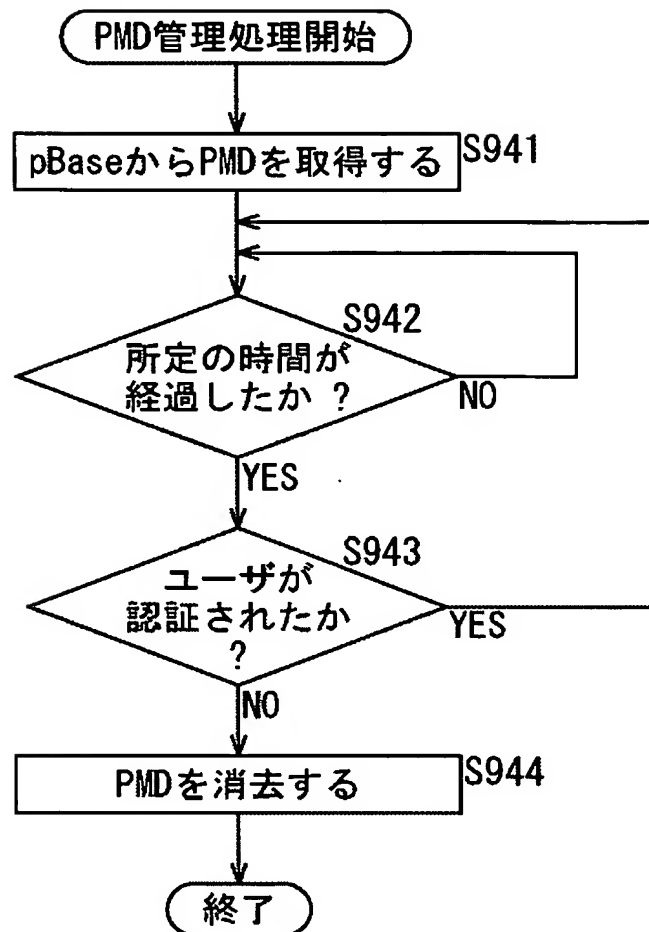 PMD管理処理開始
pBaseからPMDを取得する
S941
S942
所定の時間が
経過したか ?
NO
YES
S943
ユーザが
認証されたか
?
YES
NO
PMDを消去する
S944
終了